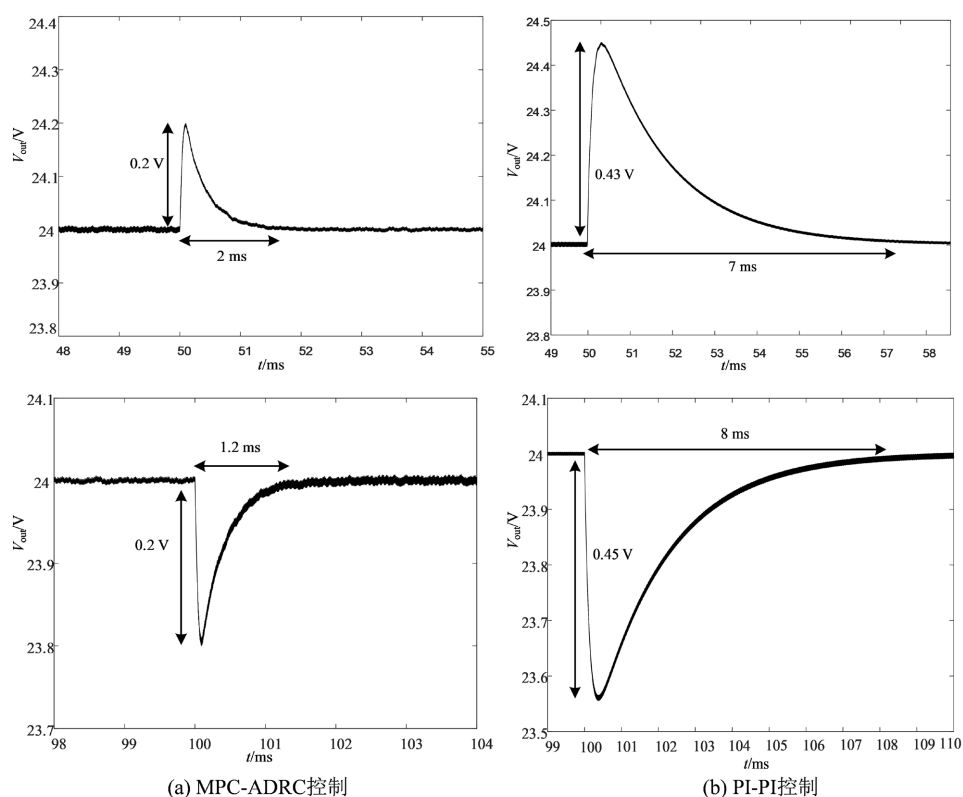 24.4
24.3
24.2
24.1
24
23.9
23.8
Vout/V
0.2 V
2 ms
48 49 50 51 52 53 54 55
t/ms
24.5
24.4
24.3
24.2
24.1
24
23.9
23.8
Vout/V
0.43 V
7 ms
49 50 51 52 53 54 55 56 57 58
t/ms
24.1
24
23.9
23.8
23.7
Vout/V
1.2 ms
0.2 V
98 99 100 101 102 103 104
t/ms
24.1
24
23.9
23.8
23.7
23.6
23.5
Vout/V
8 ms
0.45 V
99 100 101 102 103 104 105 106 107 108 109 110
t/ms
(a) MPC-ADRC控制
(b) PI-PI控制